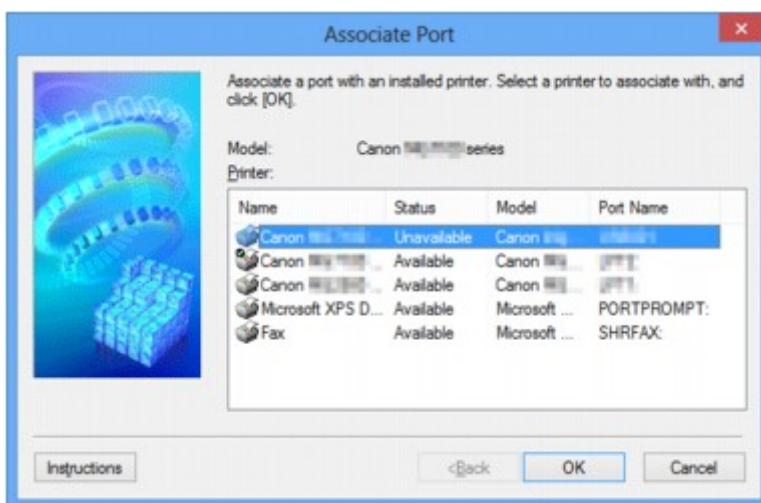 Associate Port
Associate a port with an installed printer. Select a printer to associate with, and
click [OK].
Model: Canon series
Printer:
Name Status Model Port Name
Canon ... Unavailable Canon
Canon ... Available Canon ...
Canon ... Available Canon ...
Microsoft XPS D... Available Microsoft ... PORTPROMPT:
Fax Available Microsoft ... SHRFAX:
Instructions <Back OK Cancel